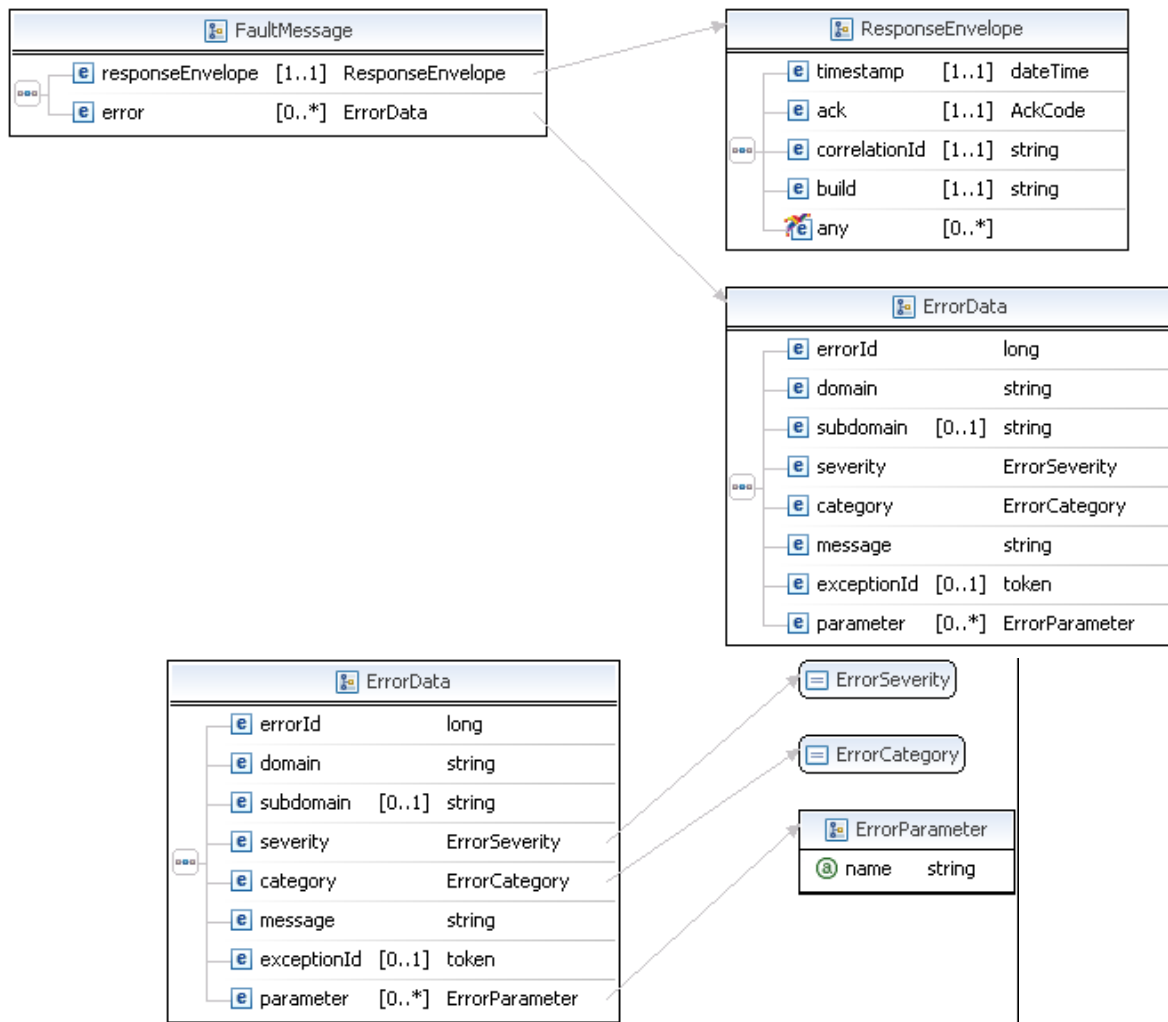 FaultMessage
e responseEnvelope [1..1] ResponseEnvelope
e error [0..*] ErrorData
ResponseEnvelope
e timestamp [1..1] dateTime
e ack [1..1] AckCode
e correlationId [1..1] string
e build [1..1] string
e any [0..*]
ErrorData
e errorId long
e domain string
e subdomain [0..1] string
e severity ErrorSeverity
e category ErrorCategory
e message string
e exceptionId [0..1] token
e parameter [0..*] ErrorParameter
ErrorData
e errorId long
e domain string
e subdomain [0..1] string
e severity ErrorSeverity
e category ErrorCategory
e message string
e exceptionId [0..1] token
e parameter [0..*] ErrorParameter
ErrorSeverity
ErrorCategory
ErrorParameter
a name string